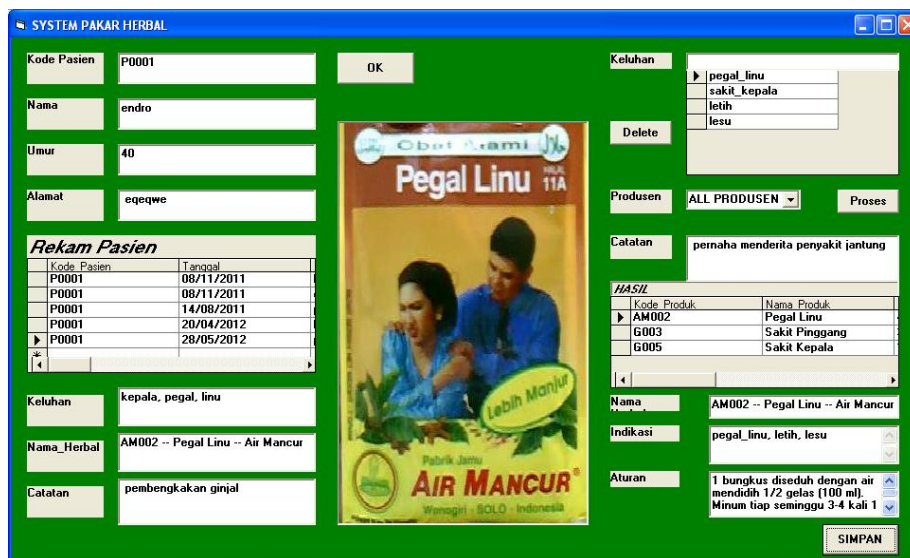 SYSTEM PAKAR HERBAL
Kode Pasien
P0001
Nama
endro
Umur
40
Alamat
eqeqwe
OK
Rekam Pasien
Kode Pasien Tanggal
P0001 08/11/2011
P0001 08/11/2011
P0001 14/08/2011
P0001 20/04/2012
P0001 28/05/2012
Keluhan
kepala, pegal, linu
Nama_Herbal
AM002 -- Pegal Linu -- Air Mancur
Catatan
pembengkakan ginjal
Obat
Pegal Linu
HALAL
11A
Lebih Manjur
Pabrik Jamu
AIR MANCUR®
Wonogiri - SOLO - Indonesia
Keluhan
pegal_linu
sakit_kepala
letih
lesu
Delete
Produsen
ALL PRODUSEN
Proses
Catatan
pernaha menderita penyakit jantung
HASIL
Kode Produk Nama Produk
AM002 Pegal Linu
G003 Sakit Pinggang
G005 Sakit Kepala
Nama
AM002 -- Pegal Linu -- Air Mancur
Indikasi
pegal_linu, letih, lesu
Aturan
1 bungkus diseduh dengan air
mendidih 1/2 gelas (100 ml).
Minum tiap seminggu 3-4 kali 1
SIMPAN